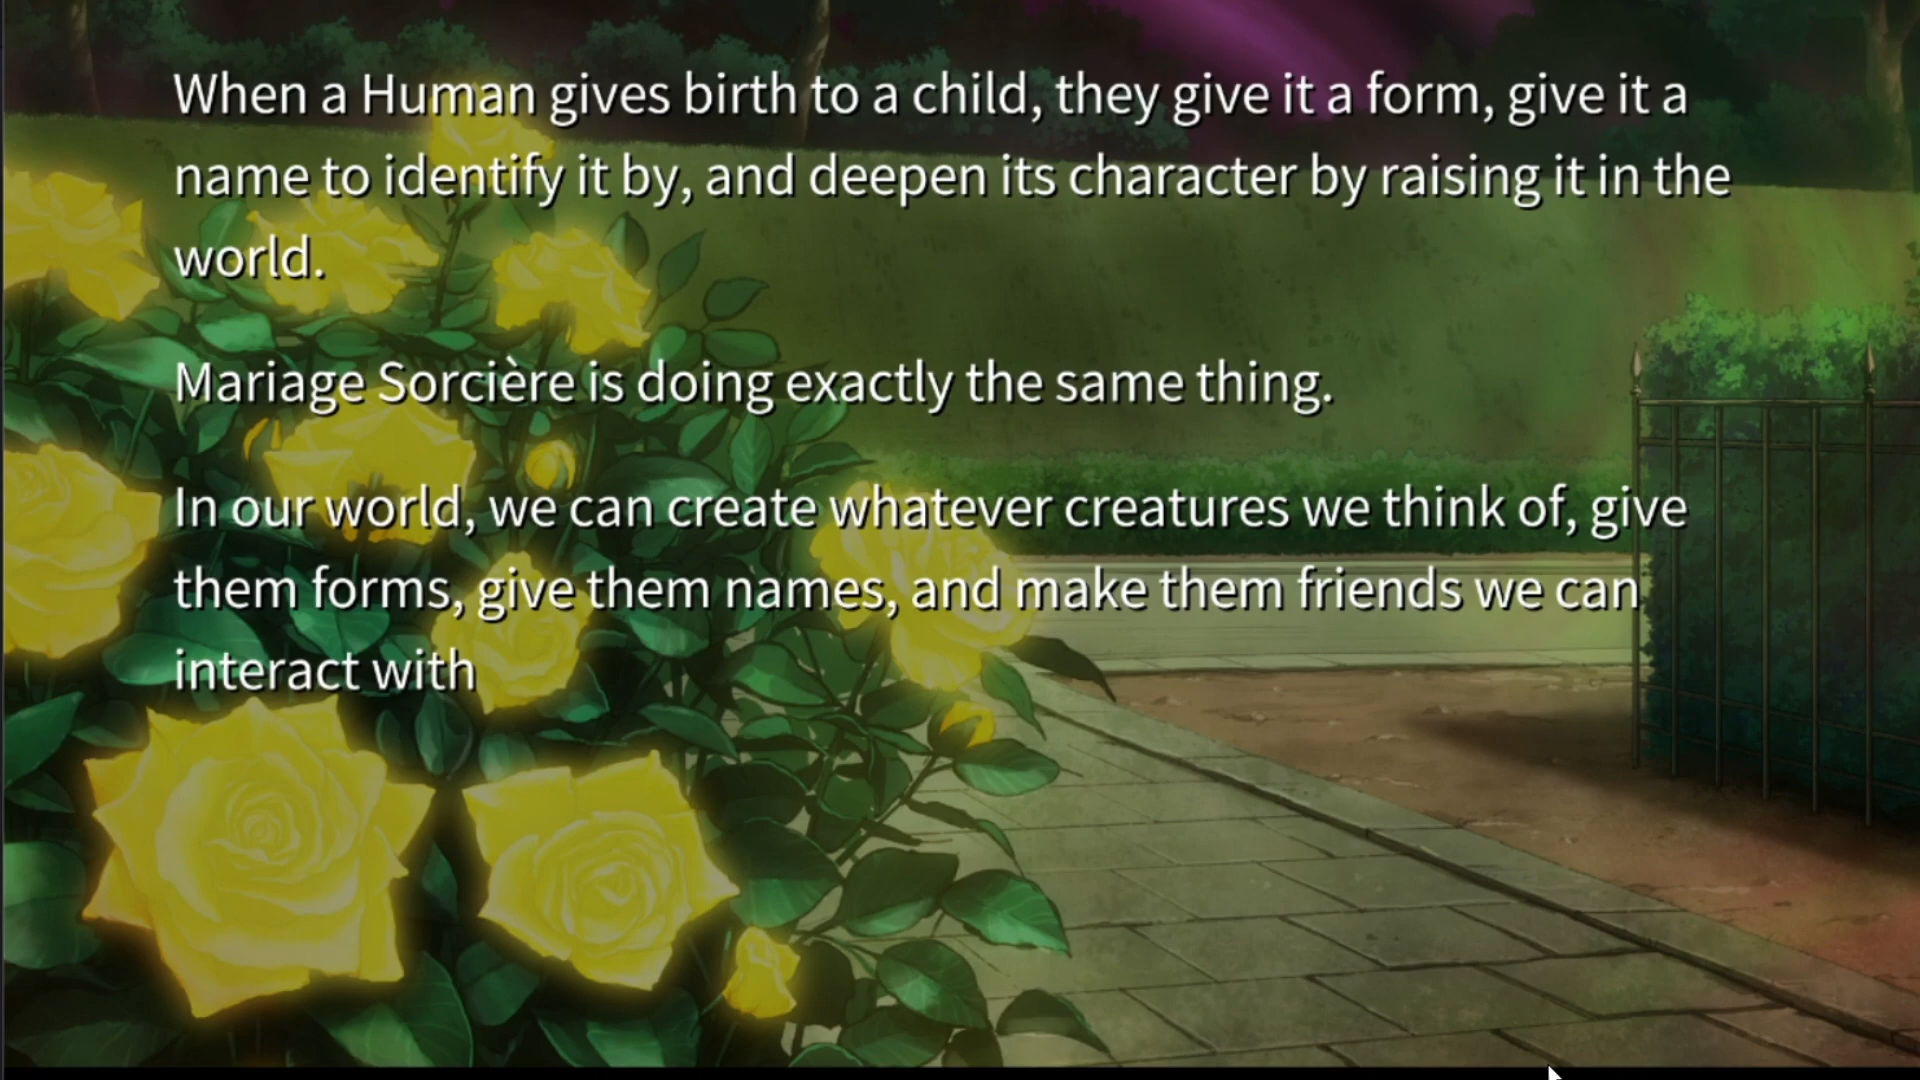 When a Human gives birth to a child, they give it a form, give it a
name to identify it by, and deepen its character by raising it in the
world.
Mariage Sorcière is doing exactly the same thing.
In our world, we can create whatever creatures we think of, give
them forms, give them names, and make them friends we can
interact with